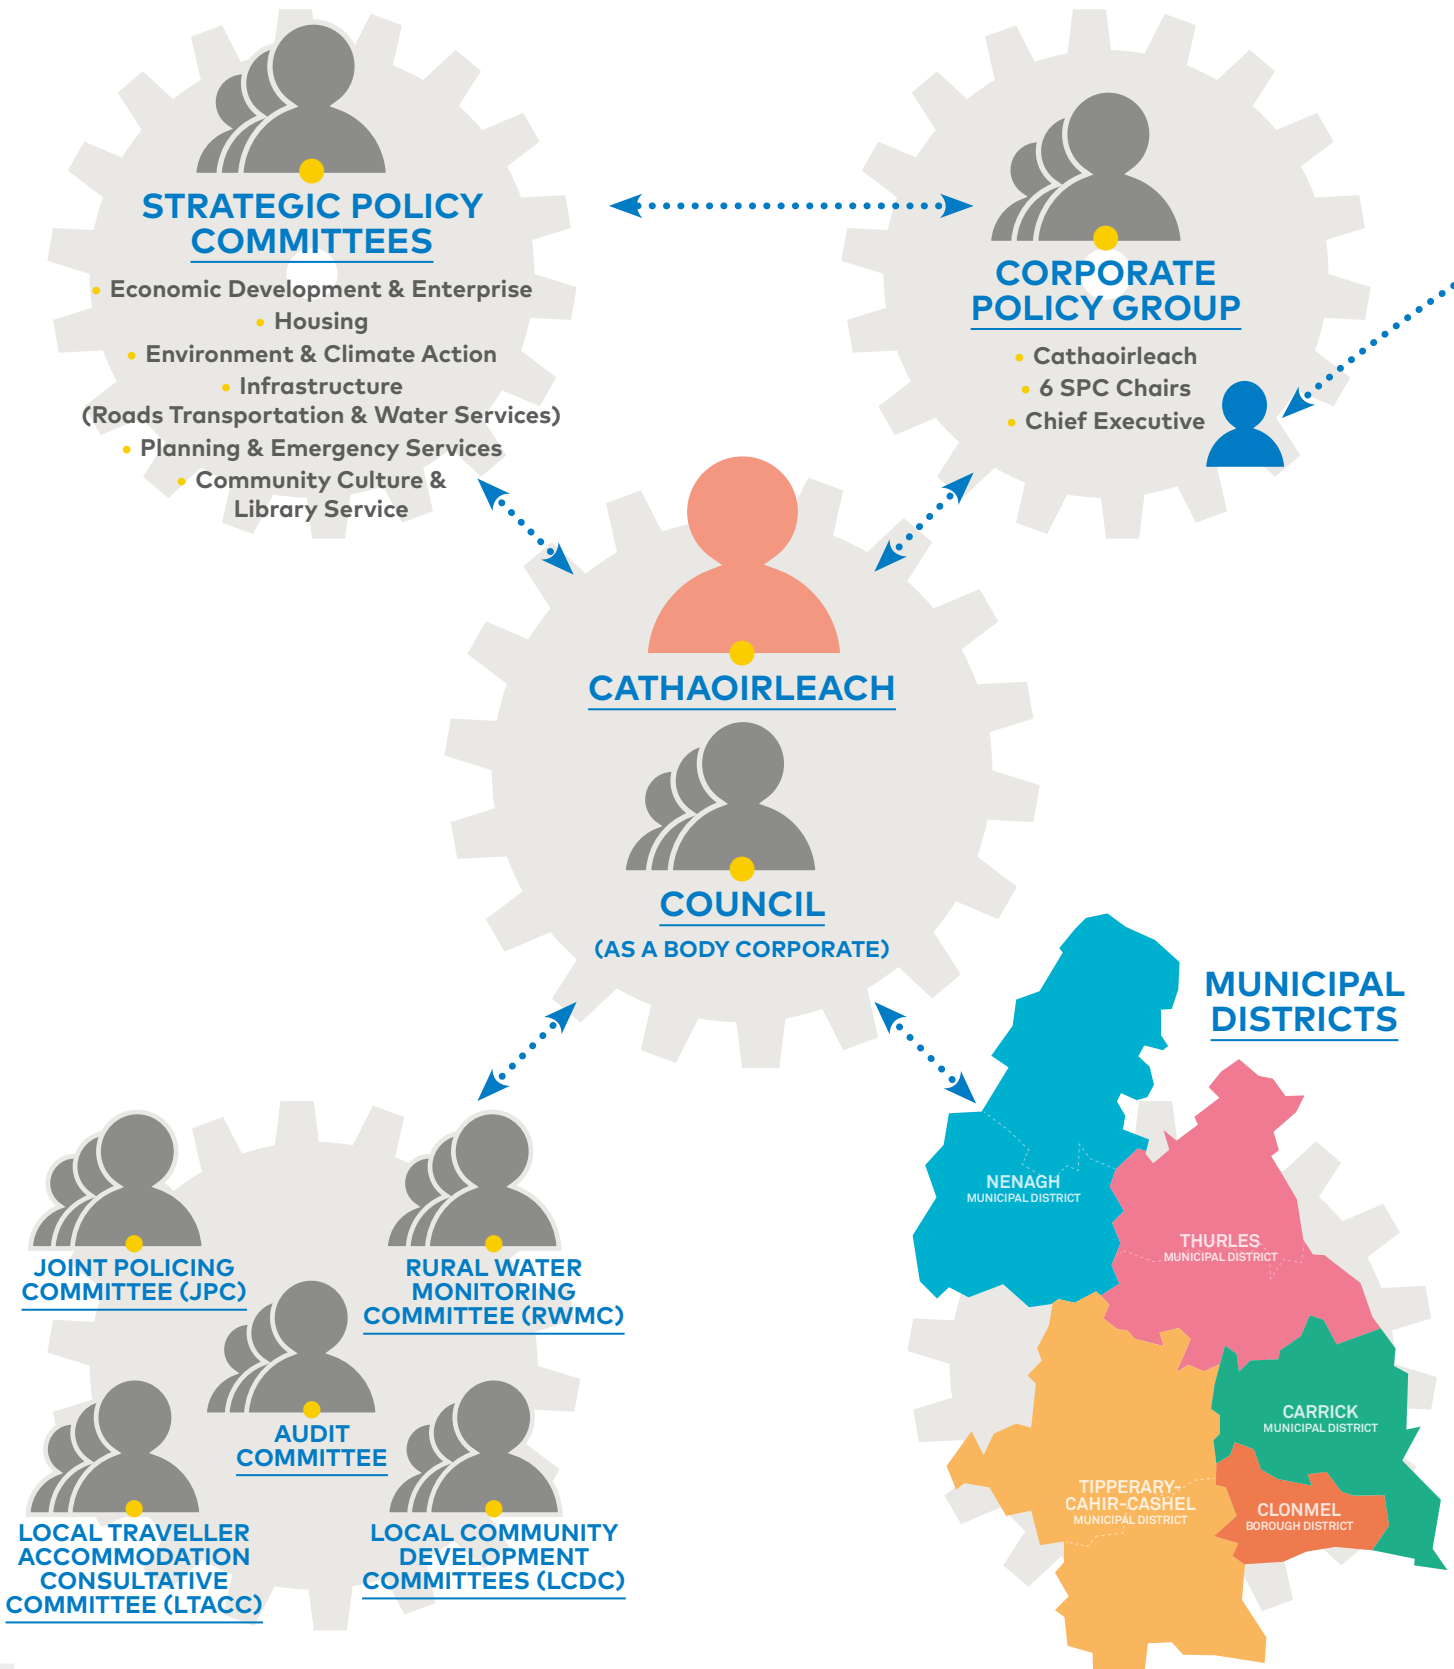 STRATEGIC POLICY
COMMITTEES
• Economic Development & Enterprise
• Housing
• Environment & Climate Action
• Infrastructure
(Roads Transportation & Water Services)
• Planning & Emergency Services
• Community Culture &
Library Service
CORPORATE
POLICY GROUP
• Cathaoirleach
• 6 SPC Chairs
• Chief Executive
CATHAOIRLEACH
COUNCIL
(AS A BODY CORPORATE)
JOINT POLICING
COMMITTEE (JPC)
RURAL WATER
MONITORING
COMMITTEE (RWMC)
AUDIT
COMMITTEE
LOCAL TRAVELLER
ACCOMMODATION
CONSULTATIVE
COMMITTEE (LTACC)
LOCAL COMMUNITY
DEVELOPMENT
COMMITTEES (LCDC)
MUNICIPAL
DISTRICTS
NENAGH
MUNICIPAL DISTRICT
THURLES
MUNICIPAL DISTRICT
CARRICK
MUNICIPAL DISTRICT
TIPPERARY-
CAHIR-CASHEL
MUNICIPAL DISTRICT
CLONMEL
BOROUGH DISTRICT